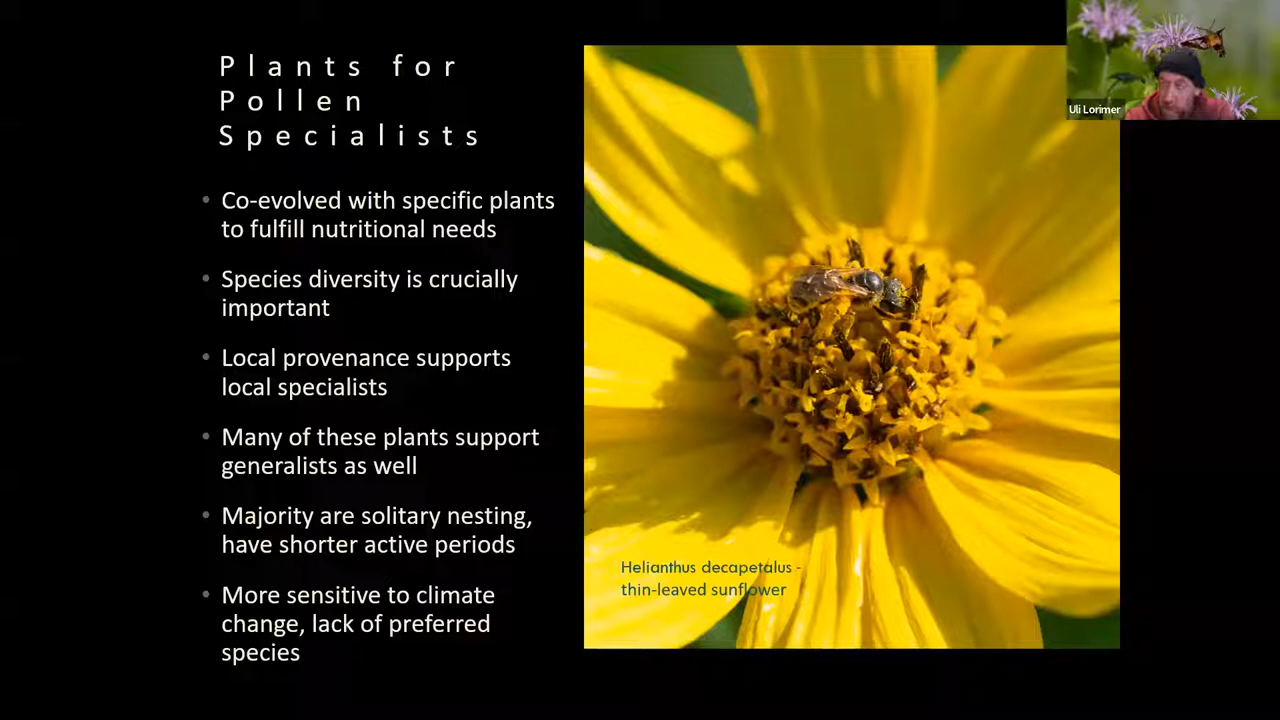 Plants for
Pollen
Specialists
Co-evolved with specific plants
to fulfill nutritional needs
Species diversity is crucially
important
Local provenance supports
local specialists
Many of these plants support
generalists as well
Majority are solitary nesting,
have shorter active periods
More sensitive to climate
change, lack of preferred
species
Helianthus decapetalus -
thin-leaved sunflower
Uli Lorimer